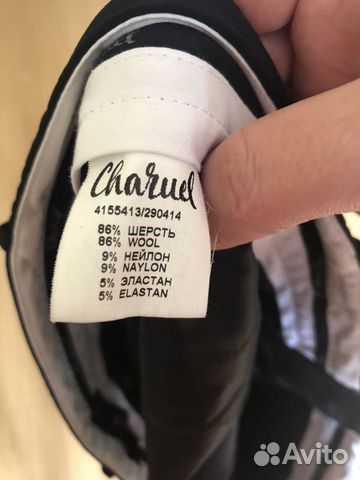 Charuel
4155413/290414
86% ШЕРСТЬ
86% WOOL
9% НЕЙЛОН
9% NAYLON
5% ЭЛАСТАН
5% ELASTAN
Avito